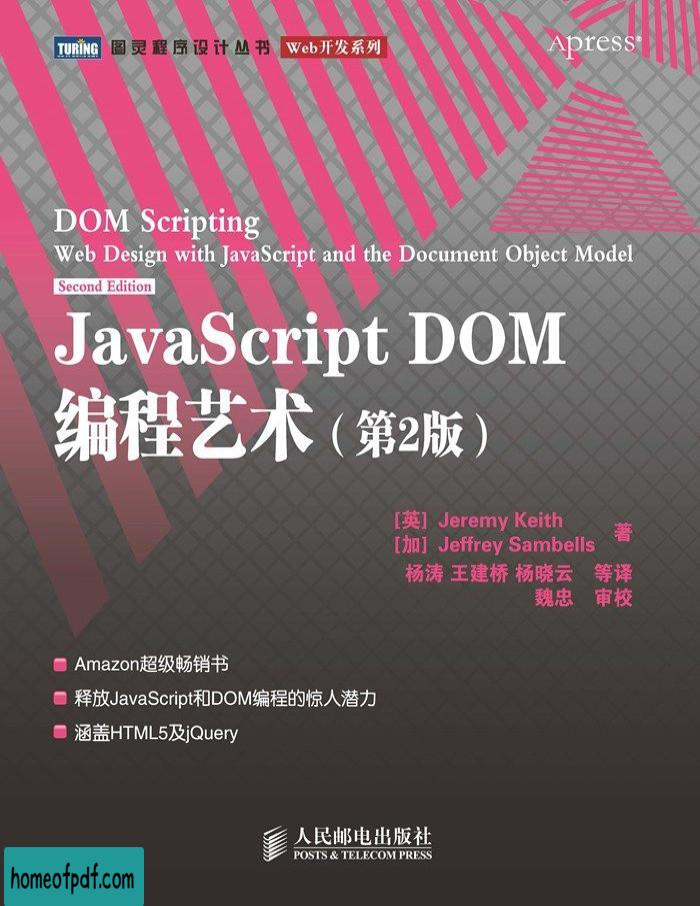 TURING 图灵程序设计丛书 Web开发系列 Apress®
DOM Scripting
Web Design with JavaScript and the Document Object Model
Second Edition
JavaScript DOM
编程艺术(第2版)
[英] Jeremy Keith
[加] Jeffrey Sambells 著
杨涛 王建桥 杨晓云 等译
魏忠 审校
Amazon超级畅销书
释放JavaScript和DOM编程的惊人潜力
涵盖HTML5及jQuery
人民邮电出版社
POSTS & TELECOM PRESS
homeofpdf.com